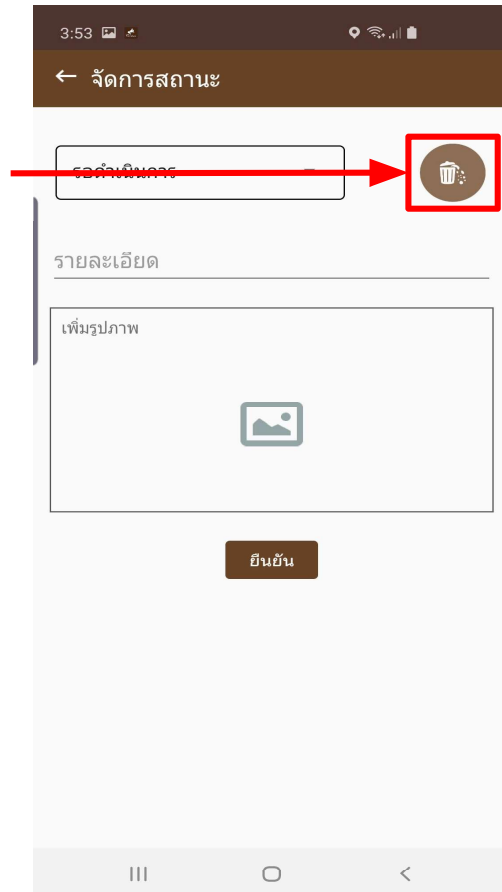 3:53
จัดการสถานะ
รอดำเนินการ
รายละเอียด
เพิ่มรูปภาพ
ยืนยัน